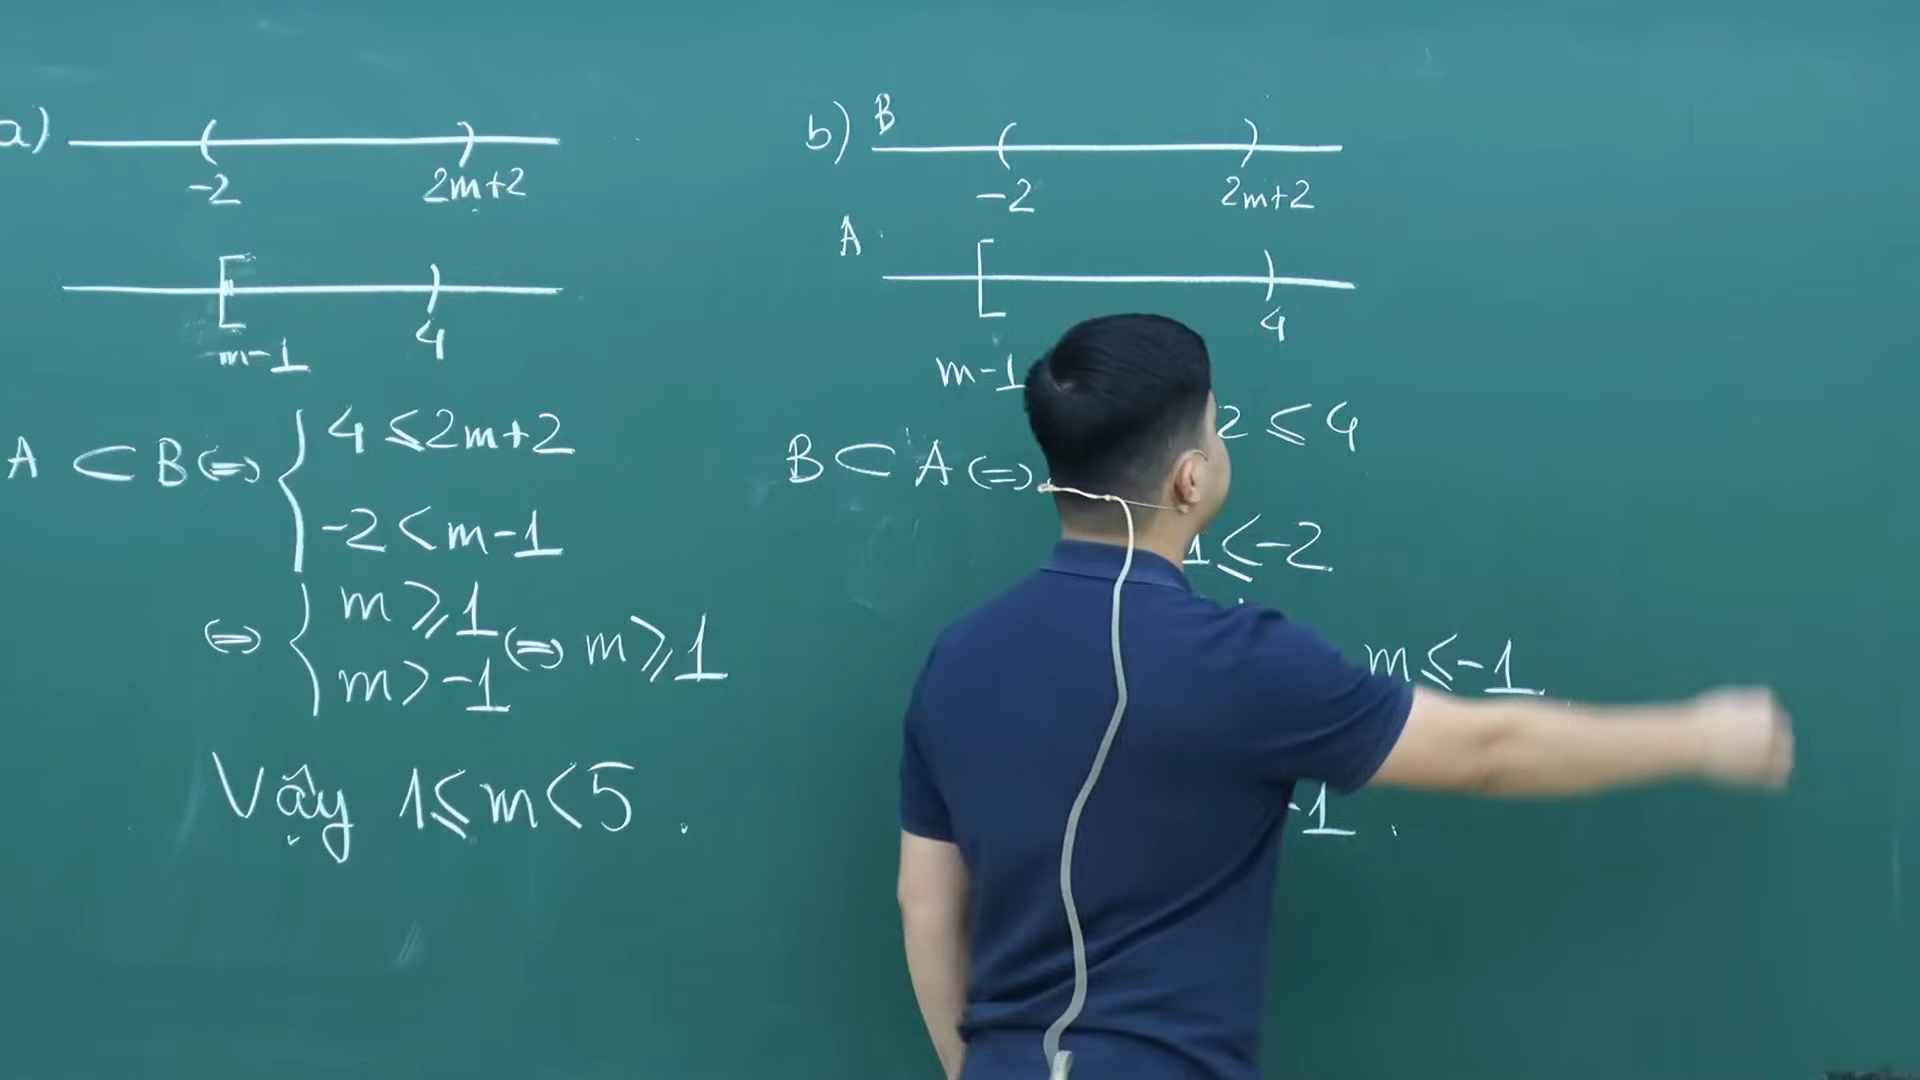 a)
-2 2m+2
m-1 4
A ⊂ B ⇔ { 4 ≤ 2m+2
-2 < m-1
⇔ { m ⩾ 1
m > -1 ⇔ m ⩾ 1
Vậy 1 ≤ m < 5 .
b) B
-2 2m+2
A
m-1 4
B ⊂ A ⇔
2 ≤ 4
1 ≤ -2
m ≤ -1
-1 .